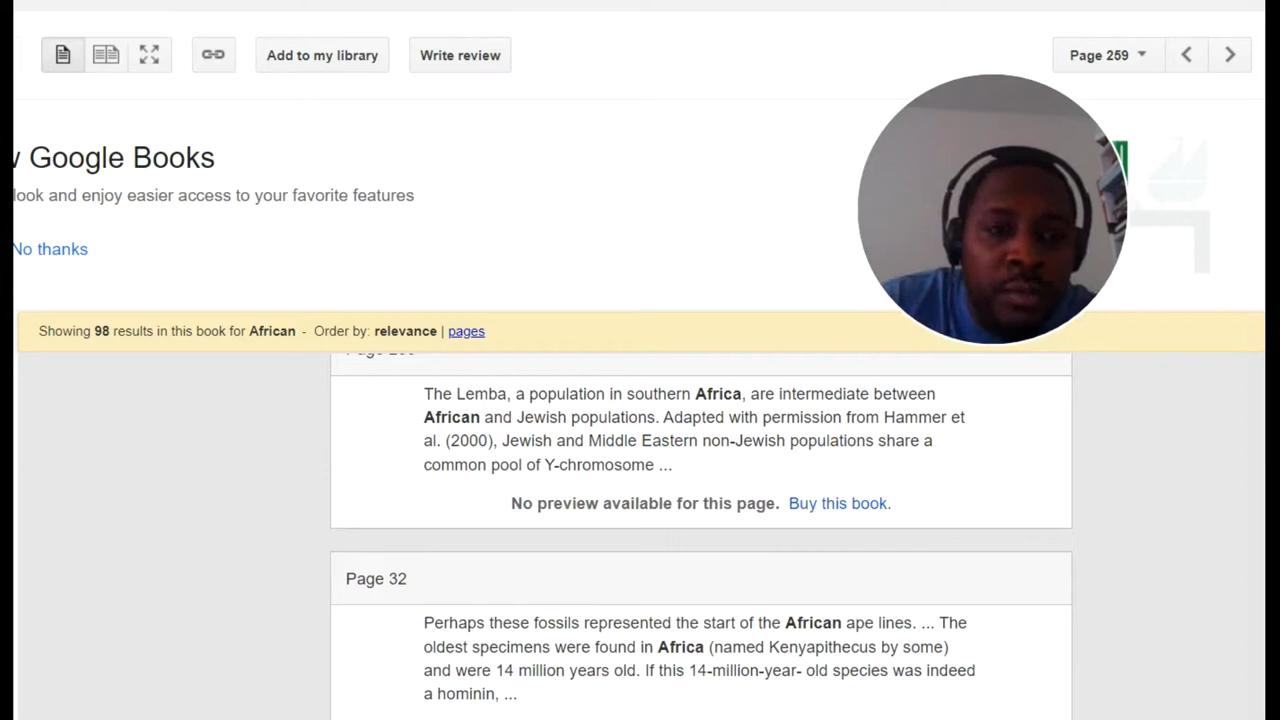 Add to my library
Write review
Page 259
Google Books
look and enjoy easier access to your favorite features
No thanks
Showing 98 results in this book for African - Order by: relevance | pages
Page
The Lemba, a population in southern Africa, are intermediate between
African and Jewish populations. Adapted with permission from Hammer et
al. (2000), Jewish and Middle Eastern non-Jewish populations share a
common pool of Y-chromosome ...
No preview available for this page. Buy this book.
Page 32
Perhaps these fossils represented the start of the African ape lines. ... The
oldest specimens were found in Africa (named Kenyapithecus by some)
and were 14 million years old. If this 14-million-year- old species was indeed
a hominin, ...